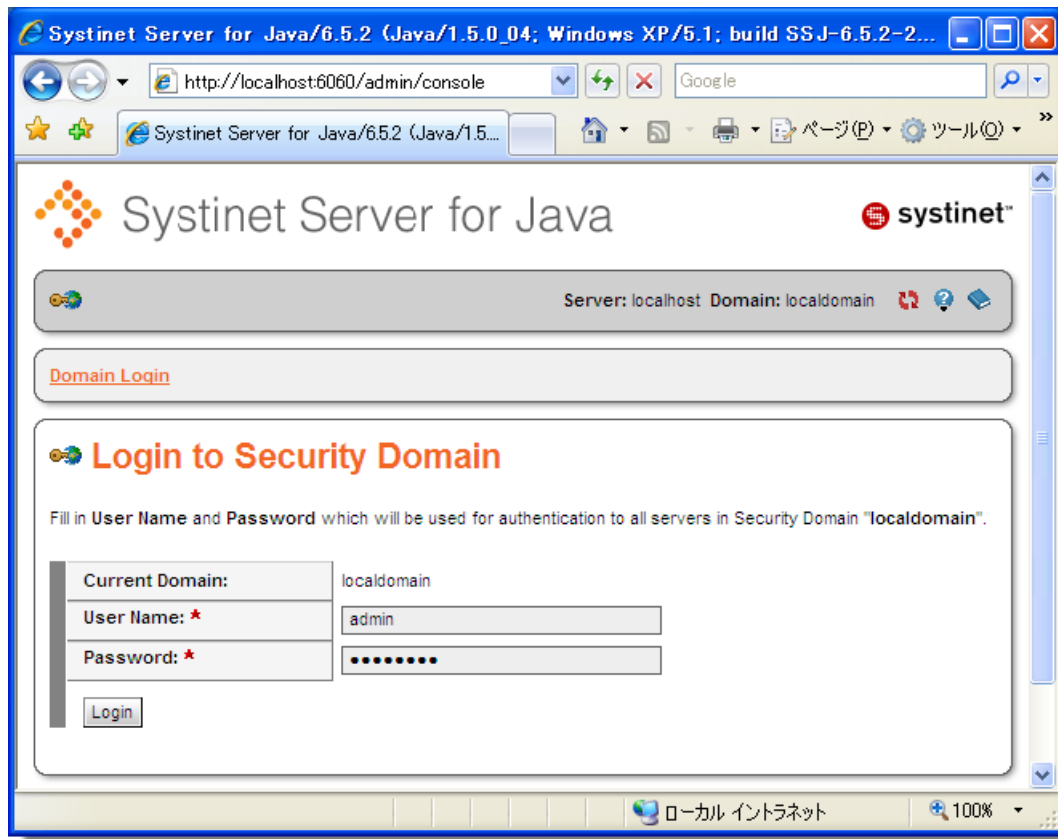 Systinet Server for Java/6.5.2 (Java/1.5.0_04; Windows XP/5.1; build SSJ-6.5.2-2...
http://localhost:6060/admin/console
Google
Systinet Server for Java/6.5.2 (Java/1.5....
ページ(P)
ツール(O)
Systinet Server for Java
systinet™
Server: localhost Domain: localdomain
Domain Login
Login to Security Domain
Fill in User Name and Password which will be used for authentication to all servers in Security Domain "localdomain".
Current Domain: localdomain
User Name: * admin
Password: * ••••••••
Login
ローカル イントラネット
100%